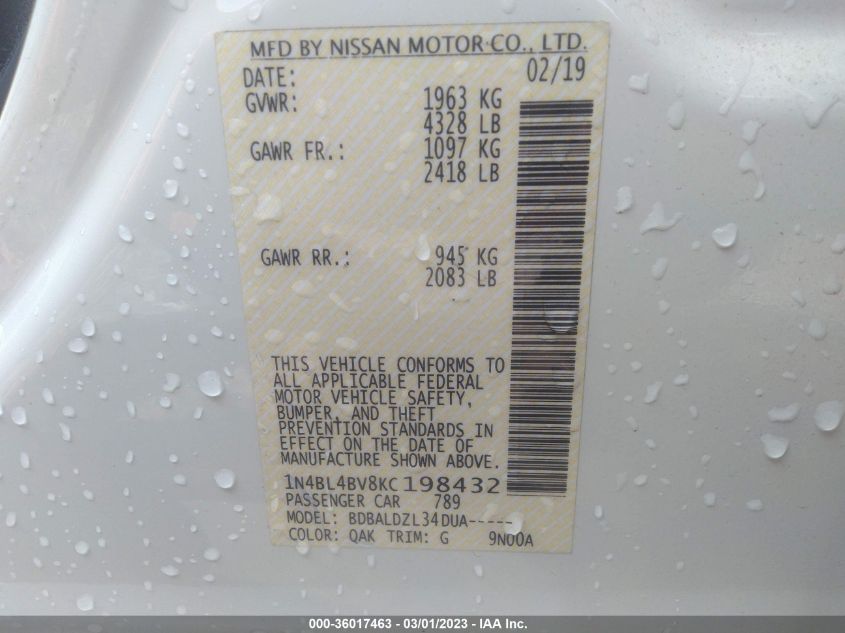 MFD BY NISSAN MOTOR CO., LTD.
DATE: 02/19
GVWR: 1963 KG
4328 LB
GAWR FR.: 1097 KG
2418 LB
GAWR RR.: 945 KG
2083 LB
THIS VEHICLE CONFORMS TO
ALL APPLICABLE FEDERAL
MOTOR VEHICLE SAFETY,
BUMPER, AND THEFT
PREVENTION STANDARDS IN
EFFECT ON THE DATE OF
MANUFACTURE SHOWN ABOVE.
1N4BL4BV8KC198432
PASSENGER CAR 789
MODEL: BDBALDZL34DUA-----
COLOR: QAK TRIM: G 9N00A
000-36017463 - 03/01/2023 - IAA Inc.